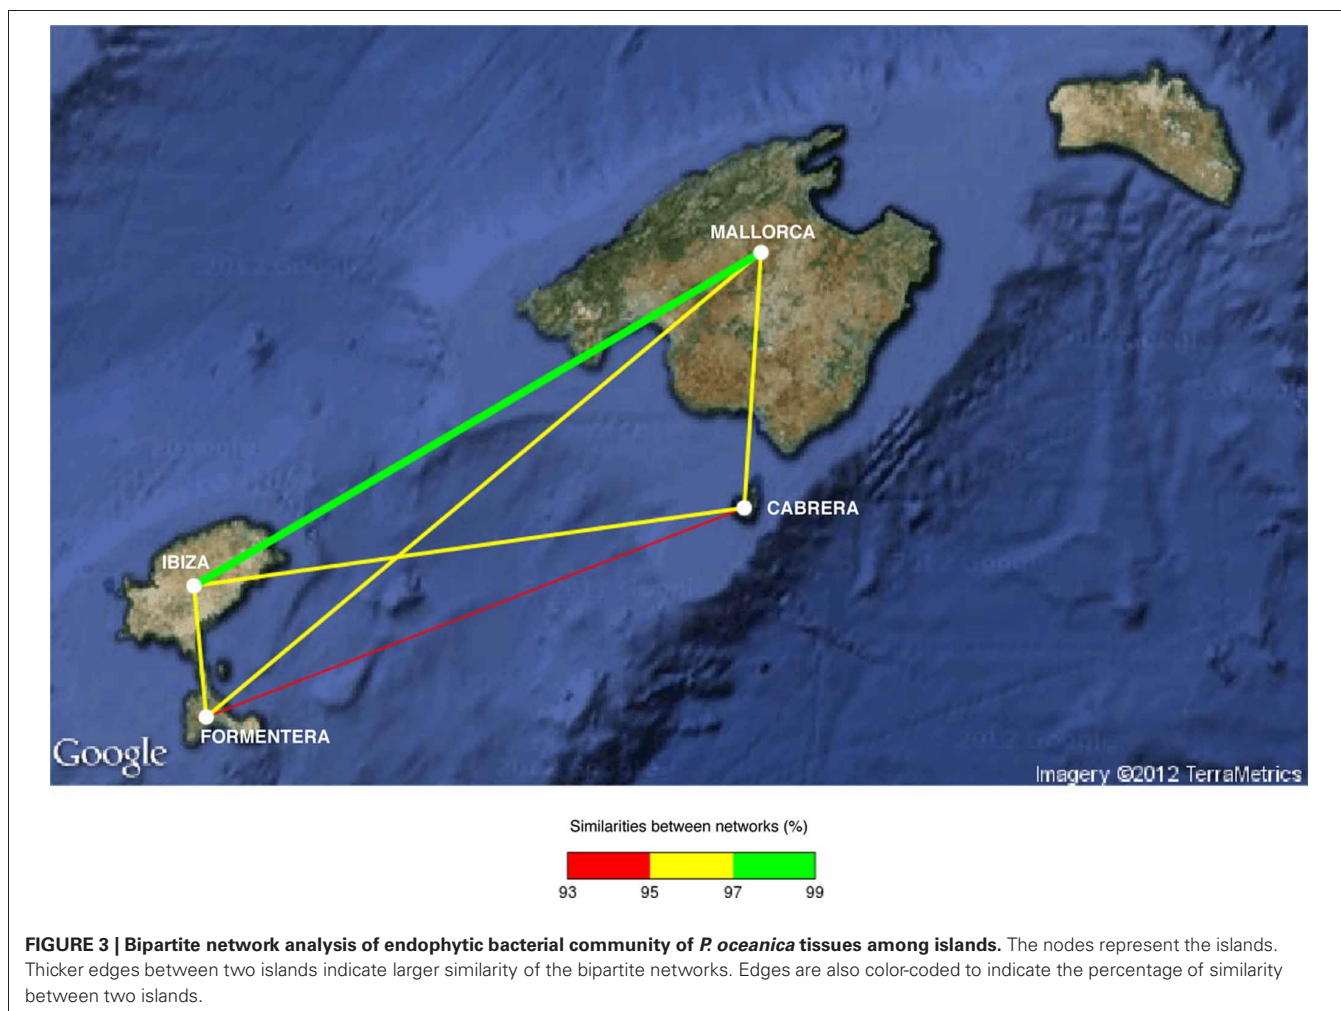 MALLORCA
CABRERA
IBIZA
FORMENTERA
Google
Imagery ©2012 TerraMetrics
Similarities between networks (%)
93 95 97 99
FIGURE 3 | Bipartite network analysis of endophytic bacterial community of P. oceanica tissues among islands. The nodes represent the islands.
Thicker edges between two islands indicate larger similarity of the bipartite networks. Edges are also color-coded to indicate the percentage of similarity
between two islands.